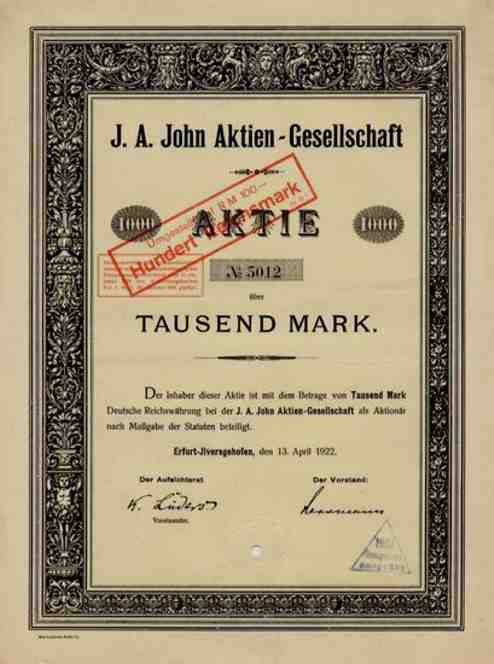 J. A. John Aktien-Gesellschaft
Umgestellt auf R M 100.—
Hundert Reichsmark
1000 AKTIE 1000
№ 5012
über
TAUSEND MARK.
Der Inhaber dieser Aktie ist mit dem Betrage von Tausend Mark
Deutsche Reichswährung bei der J. A. John Aktien-Gesellschaft als Aktionär
nach Maßgabe der Statuten beteiligt.
Erfurt-Ilversgehofen, den 13. April 1922.
Der Aufsichtsrat Der Vorstand:
K. Lüders
Vorsitzender.